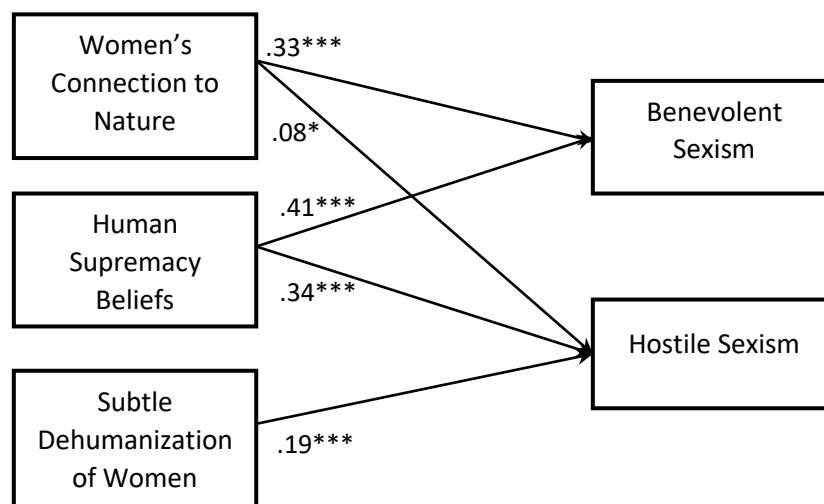 Women’s
Connection to
Nature
.33***
.08*
Benevolent
Sexism
Human
Supremacy
Beliefs
.41***
.34***
Hostile Sexism
Subtle
Dehumanization
of Women
.19***